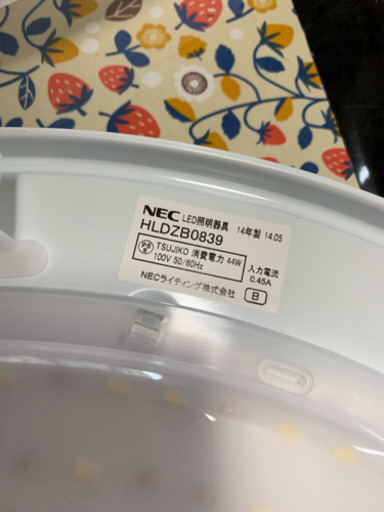 NEC LED照明器具 14年製 14.05
HLDZB0839
PSE TSUJIKO 消費電力 44W 入力電流
100V 50/60Hz 0.45A
NECライティング株式会社 B